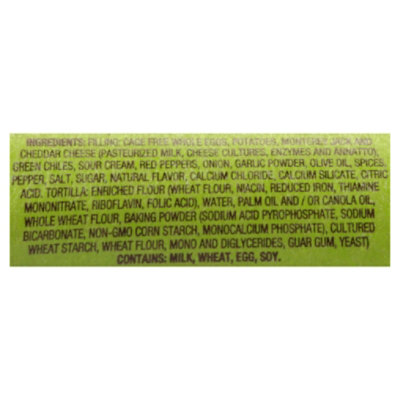 INGREDIENTS: FILLING: CAGE FREE WHOLE EGGS, POTATOES, MONTEREY JACK AND
CHEDDAR CHEESE (PASTEURIZED MILK, CHEESE CULTURES, ENZYMES AND ANNATTO),
GREEN CHILES, SOUR CREAM, RED PEPPERS, ONION, GARLIC POWDER, OLIVE OIL, SPICES,
PEPPER, SALT, SUGAR, NATURAL FLAVOR, CALCIUM CHLORIDE, CALCIUM SILICATE, CITRIC
ACID. TORTILLA: ENRICHED FLOUR (WHEAT FLOUR, NIACIN, REDUCED IRON, THIAMINE
MONONITRATE, RIBOFLAVIN, FOLIC ACID), WATER, PALM OIL AND / OR CANOLA OIL,
WHOLE WHEAT FLOUR, BAKING POWDER (SODIUM ACID PYROPHOSPHATE, SODIUM
BICARBONATE, NON-GMO CORN STARCH, MONOCALCIUM PHOSPHATE), CULTURED
WHEAT STARCH, WHEAT FLOUR, MONO AND DIGLYCERIDES, GUAR GUM, YEAST)
CONTAINS: MILK, WHEAT, EGG, SOY.